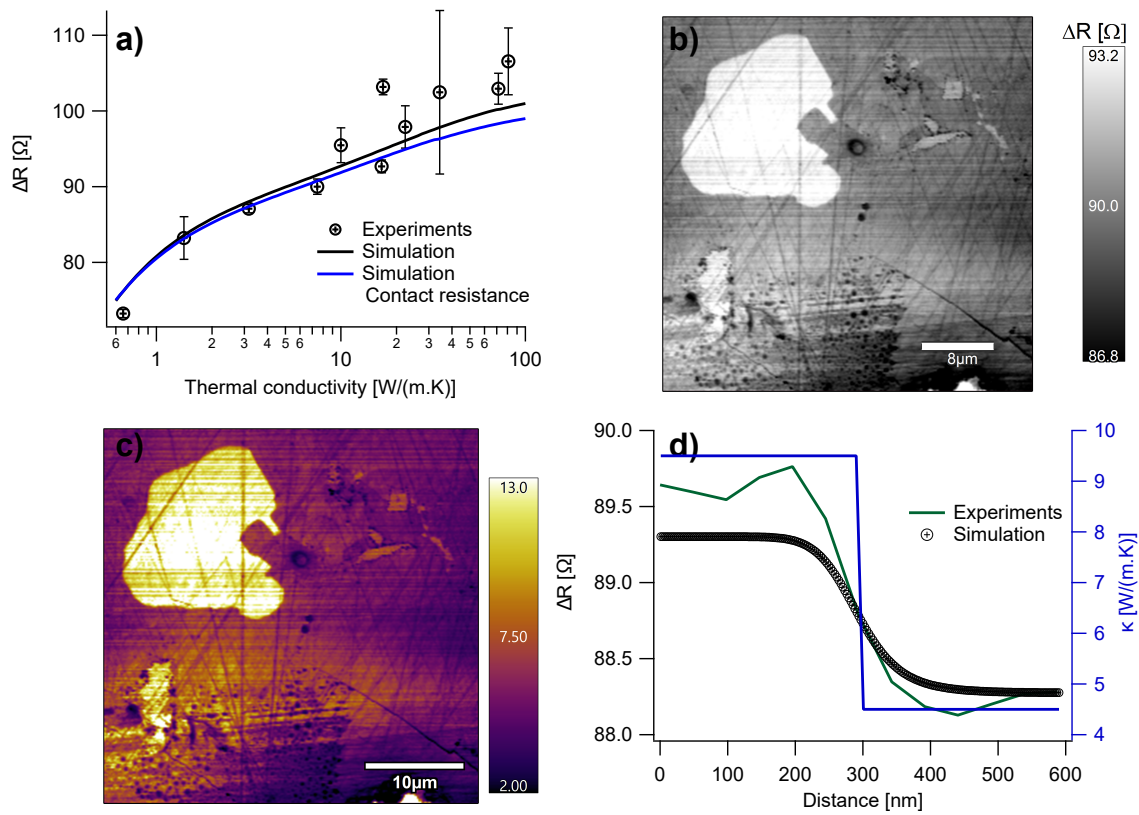 a)
110
100
90
80
ΔR [Ω]
Experiments
Simulation
Simulation
Contact resistance
6 1 2 3 4 5 6 10 2 3 4 5 6 100
Thermal conductivity [W/(m.K)]
b)
8µm
ΔR [Ω]
93.2
90.0
86.8
c)
10µm
13.0
7.50
2.00
ΔR [Ω]
d)
90.0
89.5
89.0
88.5
88.0
Experiments
Simulation
10
9
8
7
6
5
4
κ [W/(m.K)]
0 100 200 300 400 500 600
Distance [nm]